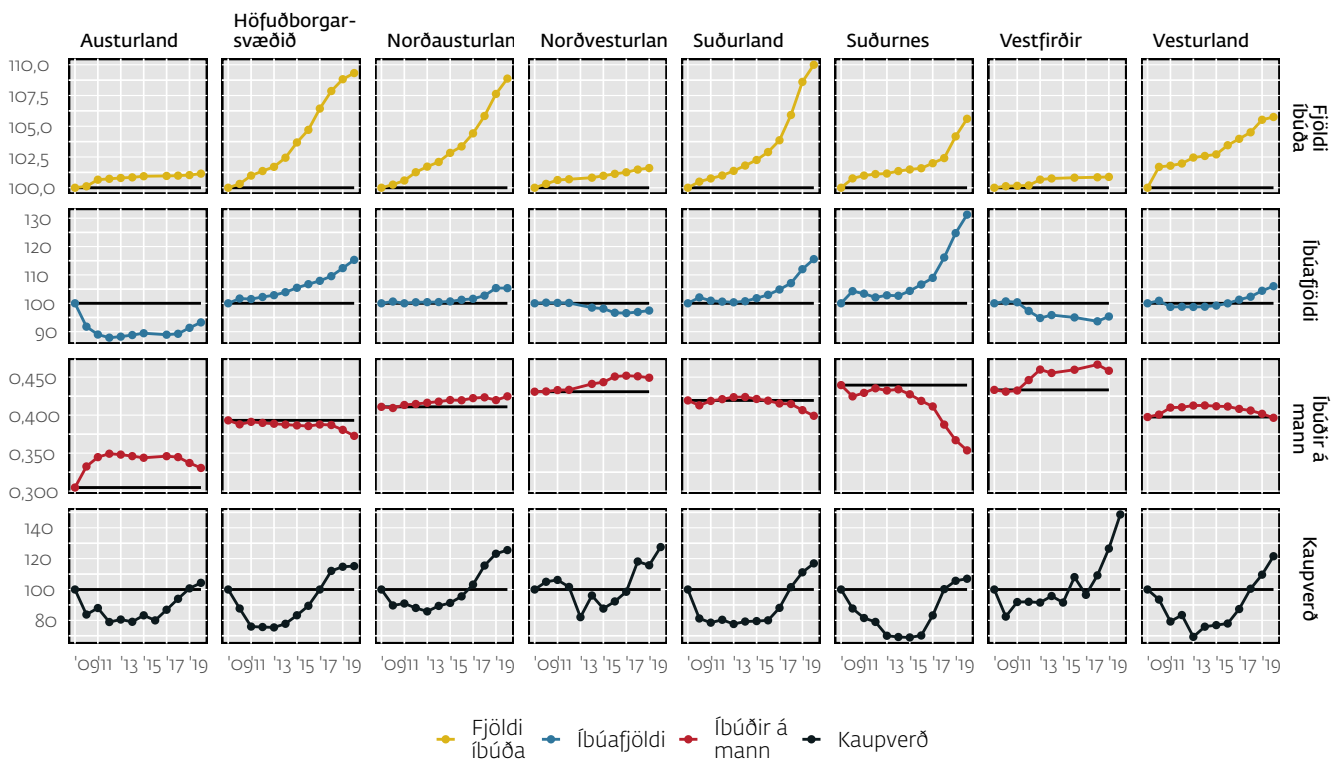 Austurland
Höfuðborgar-
svæðið
Norðausturlan
Norðvesturlan
Suðurland
Suðurnes
Vestfirðir
Vesturland
110,0
107,5
105,0
102,5
100,0
Fjöldi
íbúða
130
120
110
100
90
Íbúafjöldi
0,450
0,400
0,350
0,300
Íbúðir á
mann
140
120
100
80
Kaupverð
'09 '11 '13 '15 '17 '19
'09 '11 '13 '15 '17 '19
'09 '11 '13 '15 '17 '19
'09 '11 '13 '15 '17 '19
'09 '11 '13 '15 '17 '19
'09 '11 '13 '15 '17 '19
'09 '11 '13 '15 '17 '19
'09 '11 '13 '15 '17 '19
Fjöldi
íbúða
Íbúafjöldi
Íbúðir á
mann
Kaupverð